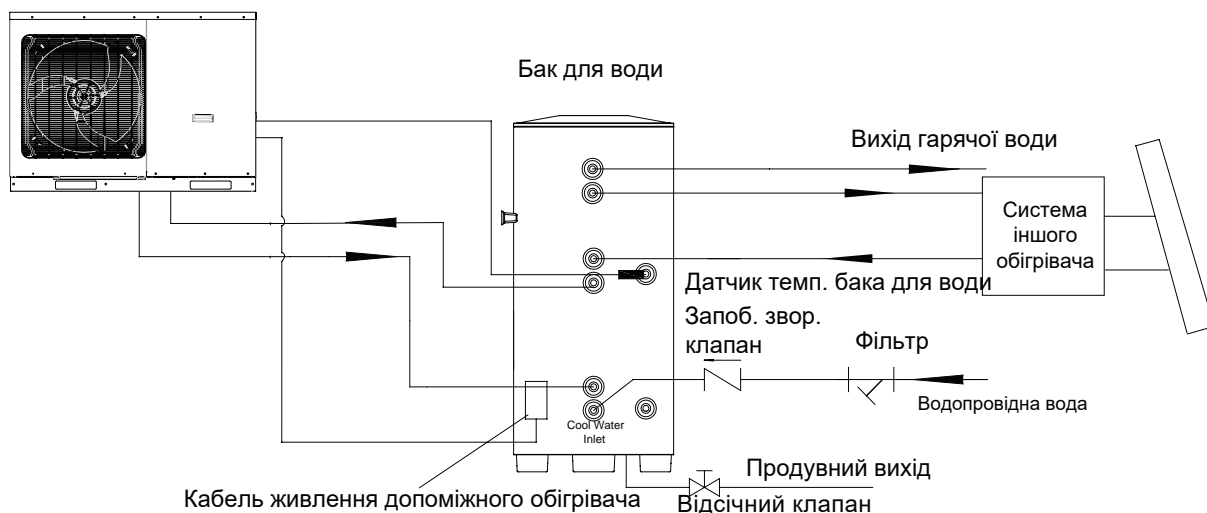 Бак для води
Вихід гарячої води
Система
іншого
обігрівача
Датчик темп. бака для води
Запоб. звор.
клапан
Фільтр
Водопровідна вода
Cool Water
Inlet
Продувний вихід
Кабель живлення допоміжного обігрівача
Відсічний клапан